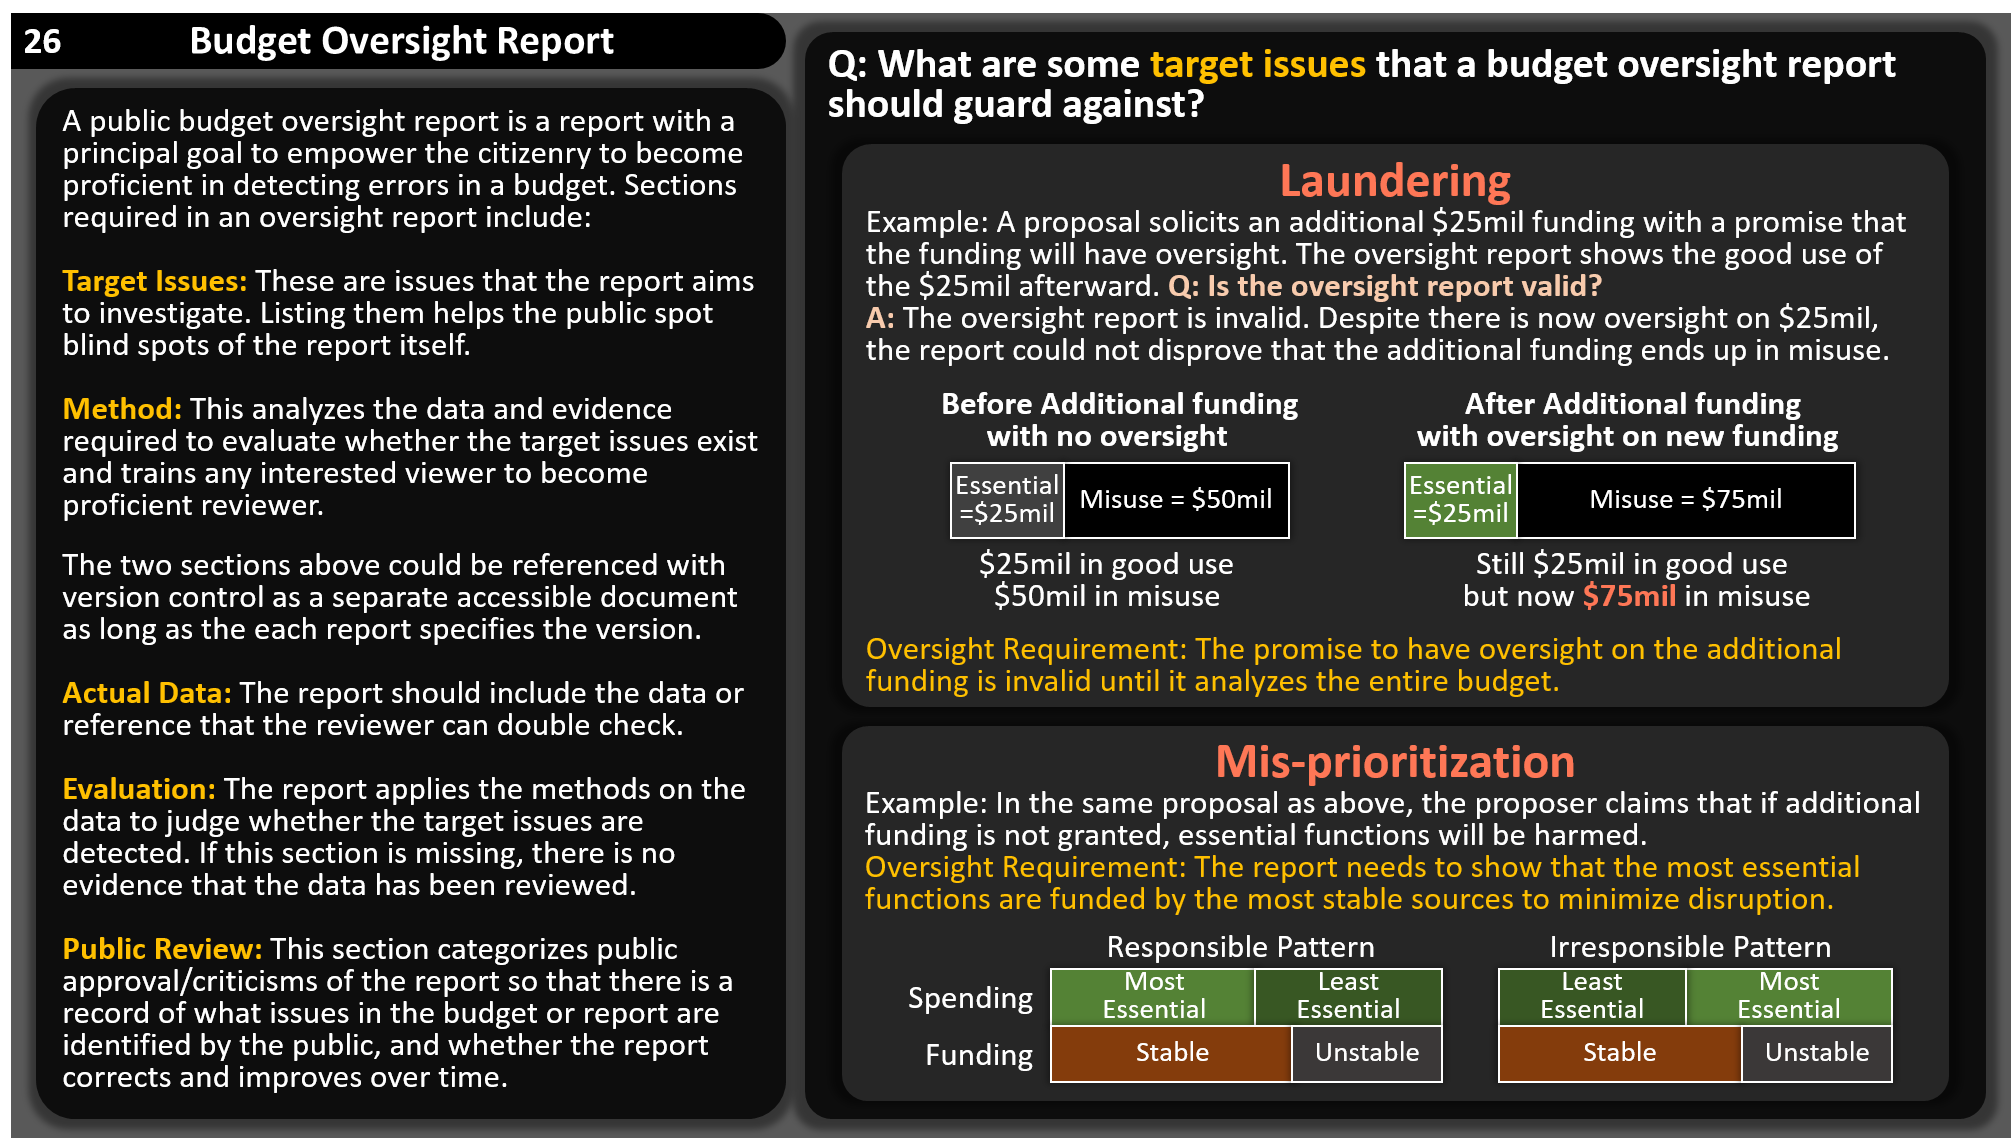 26
Budget Oversight Report
A public budget oversight report is a report with a
principal goal to empower the citizenry to become
proficient in detecting errors in a budget. Sections
required in an oversight report include:
Target Issues: These are issues that the report aims
to investigate. Listing them helps the public spot
blind spots of the report itself.
Method: This analyzes the data and evidence
required to evaluate whether the target issues exist
and trains any interested viewer to become
proficient reviewer.
The two sections above could be referenced with
version control as a separate accessible document
as long as the each report specifies the version.
Actual Data: The report should include the data or
reference that the reviewer can double check.
Evaluation: The report applies the methods on the
data to judge whether the target issues are
detected. If this section is missing, there is no
evidence that the data has been reviewed.
Public Review: This section categorizes public
approval/criticisms of the report so that there is a
record of what issues in the budget or report are
identified by the public, and whether the report
corrects and improves over time.
Q: What are some target issues that a budget oversight report
should guard against?
Laundering
Example: A proposal solicits an additional $25mil funding with a promise that
the funding will have oversight. The oversight report shows the good use of
the $25mil afterward. Q: Is the oversight report valid?
A: The oversight report is invalid. Despite there is now oversight on $25mil,
the report could not disprove that the additional funding ends up in misuse.
Before Additional funding
with no oversight
Essential
=$25mil
Misuse = $50mil
$25mil in good use
$50mil in misuse
After Additional funding
with oversight on new funding
Essential
=$25mil
Misuse = $75mil
Still $25mil in good use
but now $75mil in misuse
Oversight Requirement: The promise to have oversight on the additional
funding is invalid until it analyzes the entire budget.
Mis-prioritization
Example: In the same proposal as above, the proposer claims that if additional
funding is not granted, essential functions will be harmed.
Oversight Requirement: The report needs to show that the most essential
functions are funded by the most stable sources to minimize disruption.
Responsible Pattern
Irresponsible Pattern
Spending
Most
Essential
Least
Essential
Least
Essential
Most
Essential
Funding
Stable
Unstable
Stable
Unstable